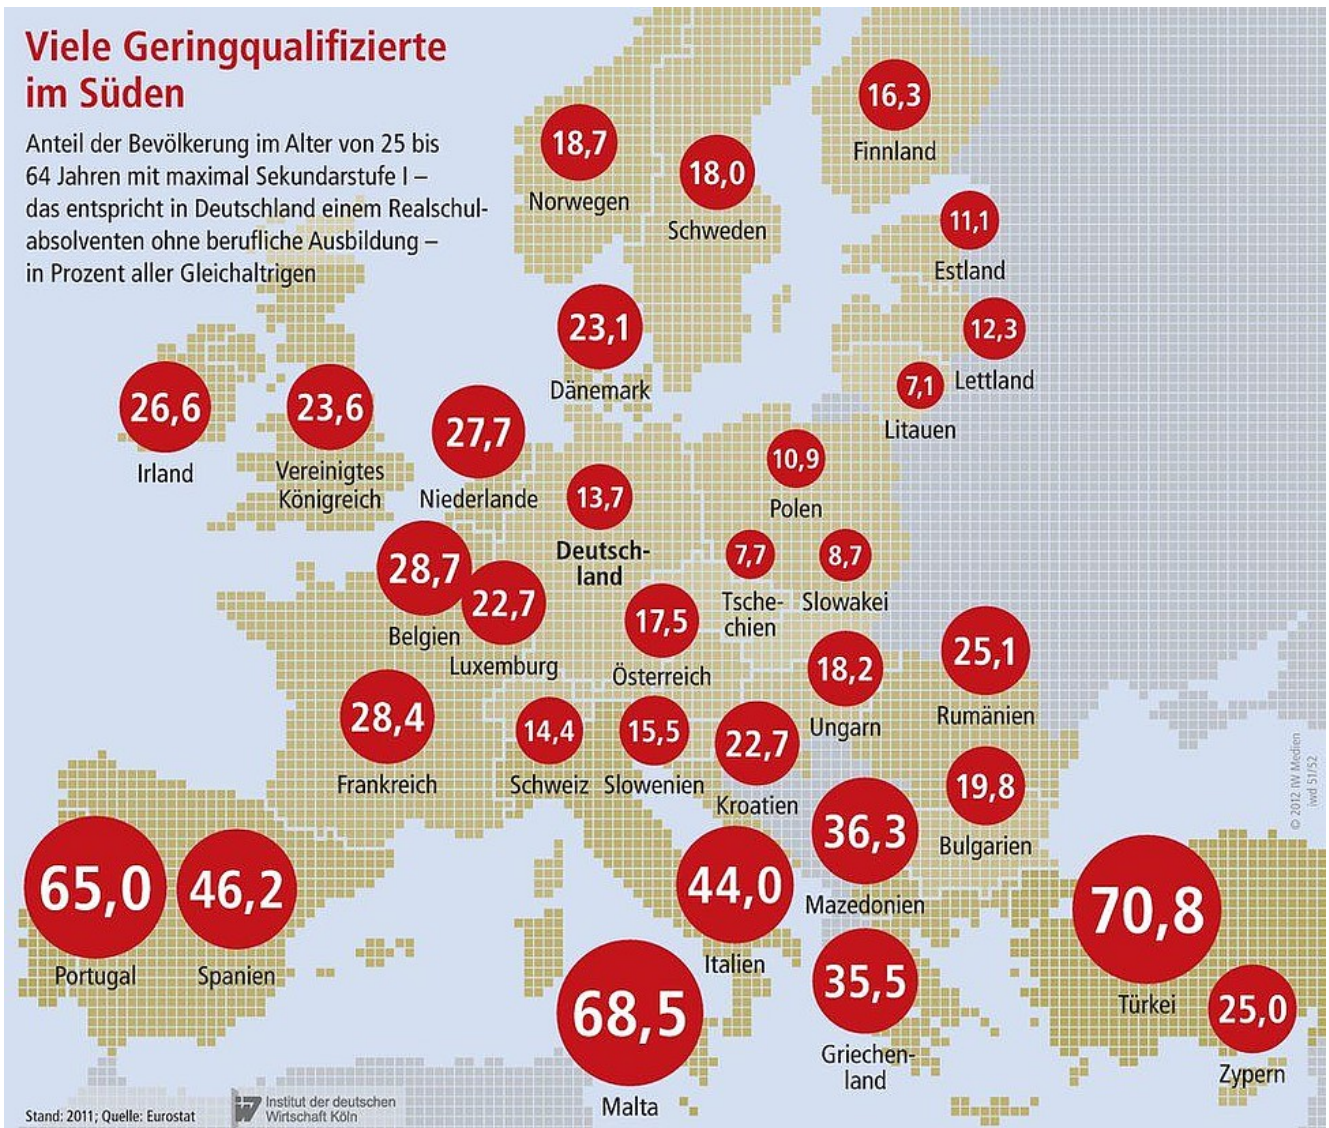 Viele Geringqualifizierte
im Süden
Anteil der Bevölkerung im Alter von 25 bis
64 Jahren mit maximal Sekundarstufe I –
das entspricht in Deutschland einem Realschul-
absolventen ohne berufliche Ausbildung –
in Prozent aller Gleichaltrigen
16,3
Finnland
18,7
Norwegen
18,0
Schweden
11,1
Estland
23,1
Dänemark
12,3
Lettland
7,1
Litauen
26,6
Irland
23,6
Vereinigtes
Königreich
27,7
Niederlande
13,7
Deutsch-
land
10,9
Polen
28,7
Belgien
22,7
Luxemburg
7,7
Tsche-
chien
8,7
Slowakei
17,5
Österreich
18,2
Ungarn
25,1
Rumänien
28,4
Frankreich
14,4
Schweiz
15,5
Slowenien
22,7
Kroatien
19,8
Bulgarien
36,3
Mazedonien
65,0
Portugal
46,2
Spanien
44,0
Italien
70,8
Türkei
68,5
Malta
35,5
Griechen-
land
25,0
Zypern
© 2012 IW Medien
iwd 51/52
Stand: 2011; Quelle: Eurostat
Institut der deutschen
Wirtschaft Köln